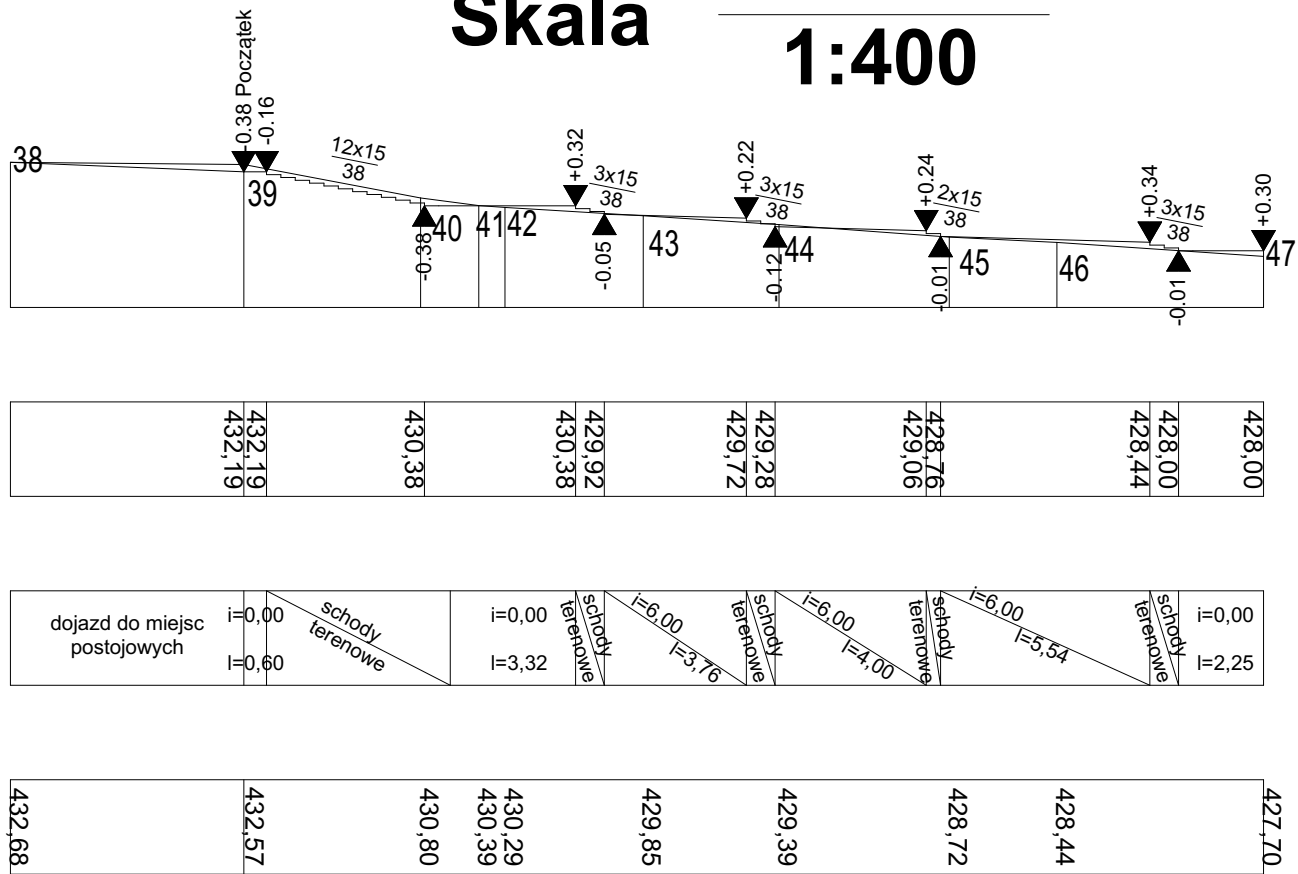 Skala
1:400
-0.38 Początek
-0.16
12x15
38
+0.32
3x15
38
+0.22
3x15
38
+0.24
2x15
38
+0.34
3x15
38
+0.30
38
39
40
41
42
43
44
45
46
47
-0.38
-0.05
-0.12
-0.01
-0.01
432,19
432,19
430,38
430,38
429,92
429,72
429,28
429,06
428,76
428,44
428,00
428,00
dojazd do miejsc
postojowych
i=0,00
l=0,60
schody
terenowe
i=0,00
l=3,32
schody
terenowe
i=6,00
l=3,76
schody
terenowe
i=6,00
l=4,00
schody
terenowe
i=6,00
l=5,54
schody
terenowe
i=0,00
l=2,25
432,68
432,57
430,80
430,39
430,29
429,85
429,39
428,72
428,44
427,70